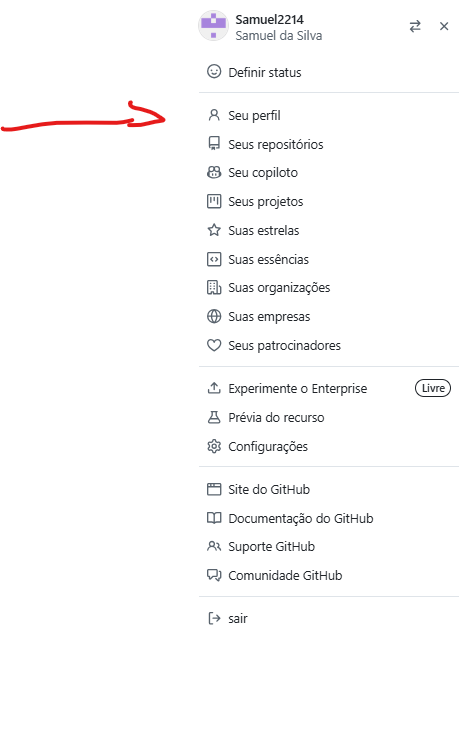 Samuel2214
Samuel da Silva
Definir status
Seu perfil
Seus repositórios
Seu copiloto
Seus projetos
Suas estrelas
Suas essências
Suas organizações
Suas empresas
Seus patrocinadores
Experimente o Enterprise Livre
Prévia do recurso
Configurações
Site do GitHub
Documentação do GitHub
Suporte GitHub
Comunidade GitHub
sair